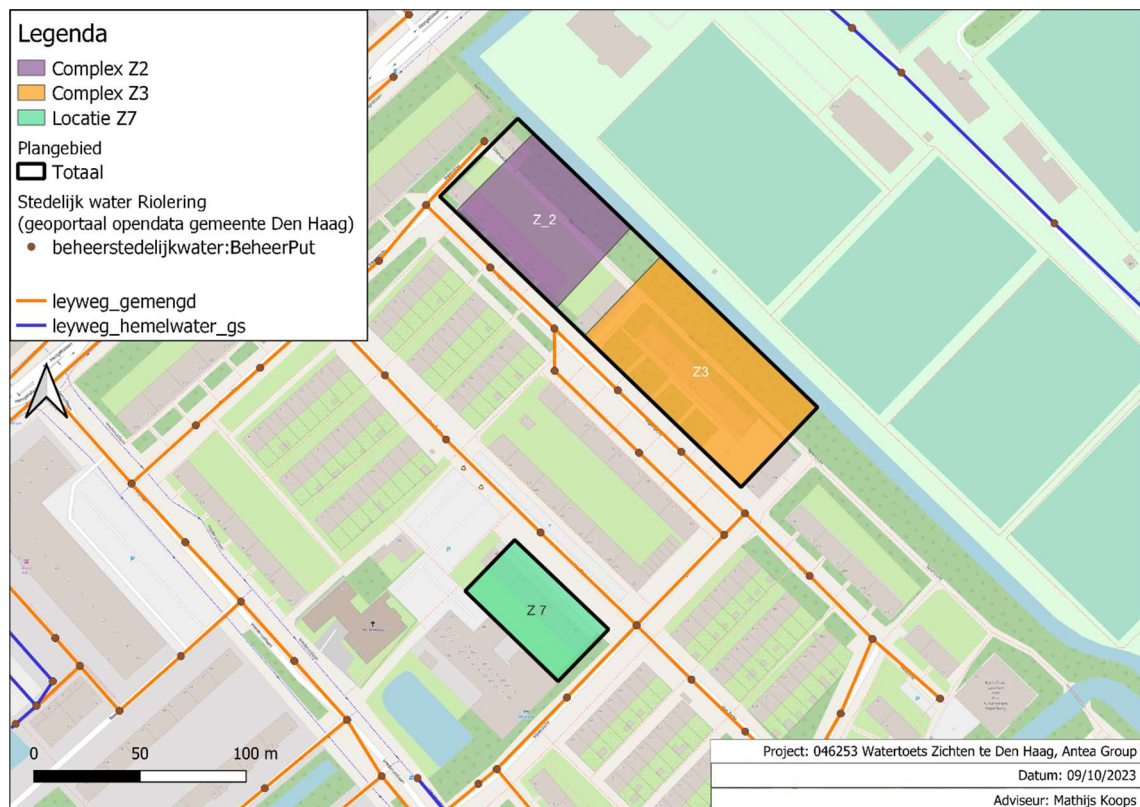 Legenda
Complex Z2
Complex Z3
Locatie Z7
Plangebied
Totaal
Stedelijk water Riolering
(geoportaal opendata gemeente Den Haag)
beheerstedelijkwater:BeheerPut
leyweg_gemengd
leyweg_hemelwater_gs
Z_2
Z3
Z 7
0 50 100 m
Project: 046253 Watertoets Zichten te Den Haag, Antea Group
Datum: 09/10/2023
Adviseur: Mathijs Koops